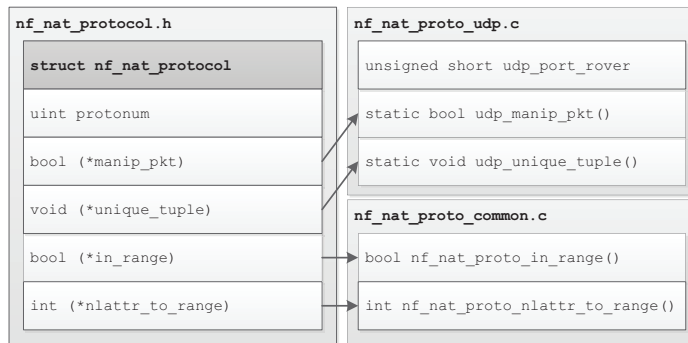 nf_nat_protocol.h
struct nf_nat_protocol
uint protonum
bool (*manip_pkt)
void (*unique_tuple)
bool (*in_range)
int (*nlattr_to_range)
nf_nat_proto_udp.c
unsigned short udp_port_rover
static bool udp_manip_pkt()
static void udp_unique_tuple()
nf_nat_proto_common.c
bool nf_nat_proto_in_range()
int nf_nat_proto_nlattr_to_range()